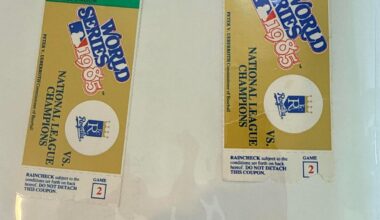 WORLD
SERIES
1985
PETER V. UEBERROTH Commissioner of Baseball
Royals
VS.
NATIONAL LEAGUE
CHAMPIONS
RAINCHECK subject to the
conditions set forth on back
hereof. DO NOT DETACH
THIS COUPON.
GAME
2
WORLD
SERIES
1985
PETER V. UEBERROTH Commissioner of Baseball
Royals
VS.
NATIONAL LEAGUE
CHAMPIONS
RAINCHECK subject to the
conditions set forth on back
hereof. DO NOT DETACH
THIS COUPON.
GAME
2